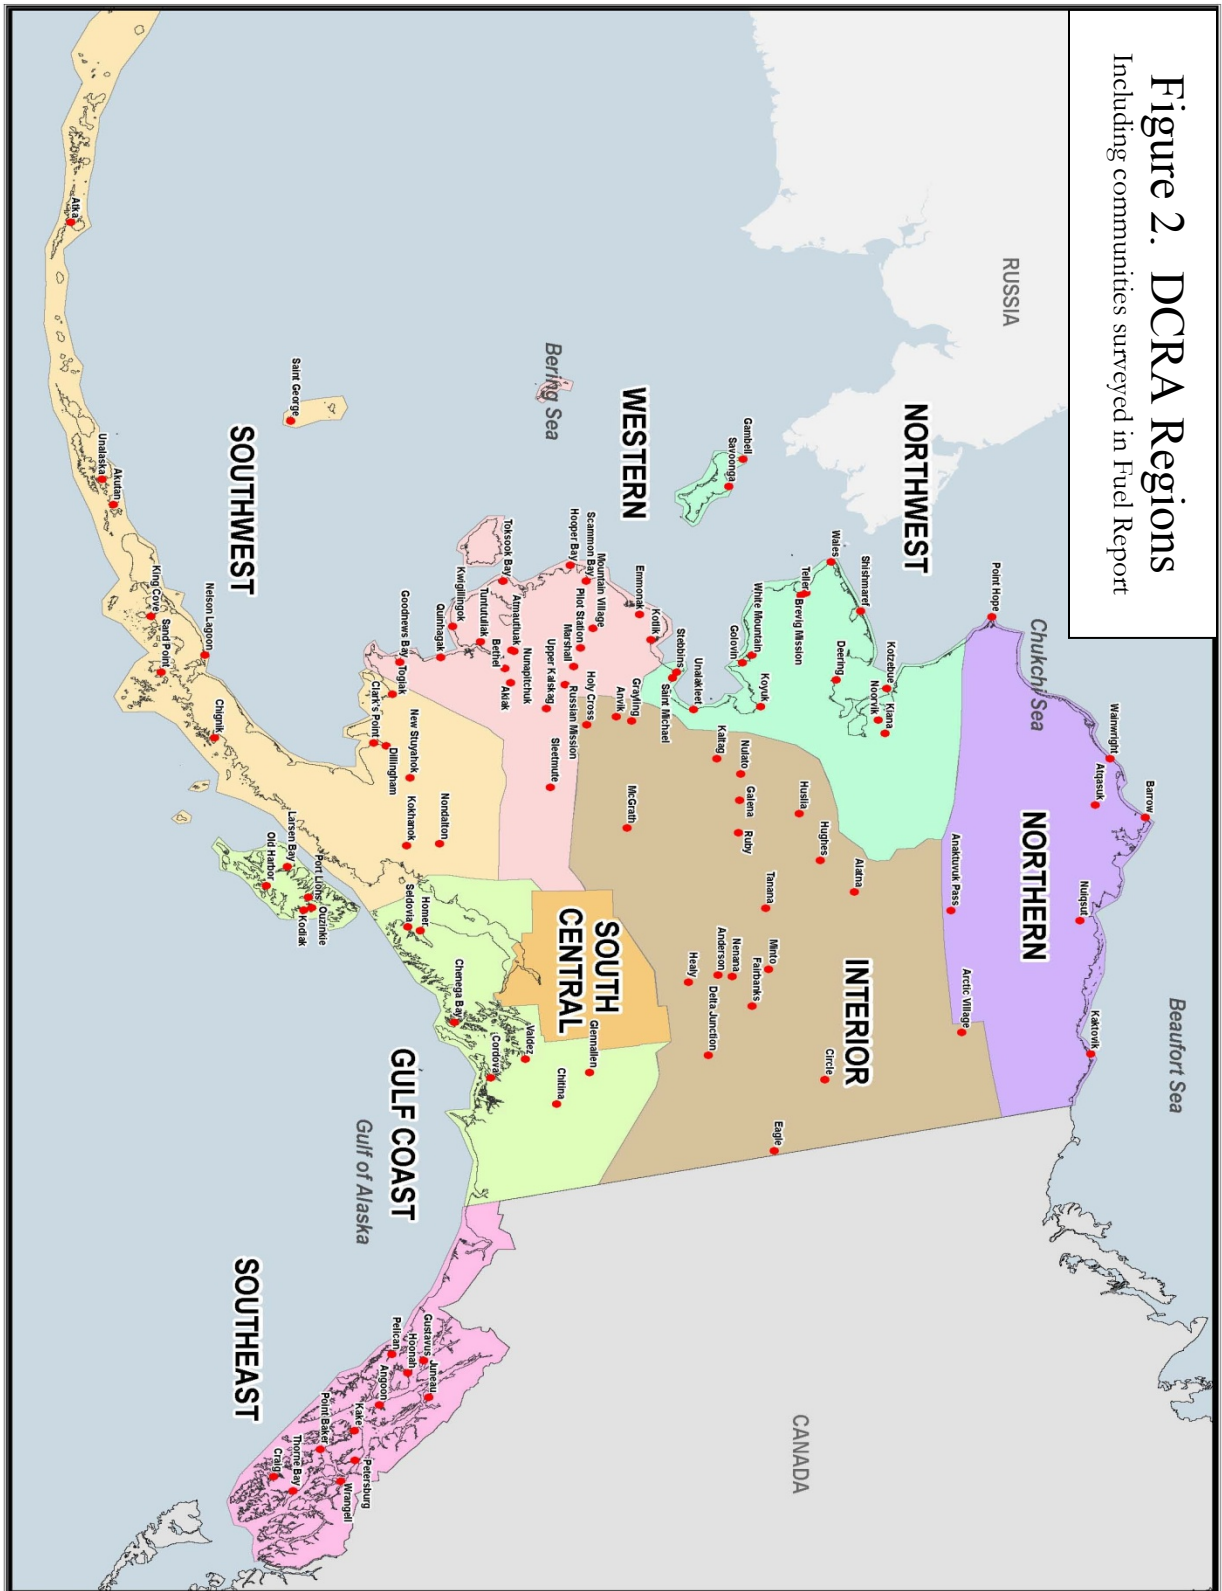 Figure 2. DCRA Regions
Including communities surveyed in Fuel Report
RUSSIA
Chukchi Sea
Beaufort Sea
Bering Sea
Gulf of Alaska
CANADA
NORTHERN
Barrow
Wainwright
Atqasuk
Nuiqsut
Kaktovik
Point Hope
Anaktuvuk Pass
NORTHWEST
Kotzebue
Noorvik
Kiana
Shishmaref
Deering
Wales
Teller
Brevig Mission
White Mountain
Golovin
Koyuk
Gambell
Savoonga
Unalakleet
Stebbins
Saint Michael
INTERIOR
Arctic Village
Alatna
Hughes
Huslia
Circle
Eagle
Tanana
Minto
Fairbanks
Nenana
Anderson
Healy
Delta Junction
Nulato
Galena
Ruby
Kaltag
McGrath
Grayling
Anvik
Holy Cross
WESTERN
Kotlik
Emmonak
Mountain Village
Scammon Bay
Hooper Bay
Pilot Station
Marshall
Russian Mission
Upper Kalskag
Sleetmute
Toksook Bay
Atmautluak
Nunapitchuk
Bethel
Akiak
Tuntutuliak
Kwigillingok
Quinhagak
Goodnews Bay
SOUTH
CENTRAL
SOUTHWEST
Togiak
Clark's Point
Dillingham
New Stuyahok
Kokhanok
Nondalton
Saint George
Nelson Lagoon
Chignik
Sand Point
King Cove
Akutan
Unalaska
Atka
GULF COAST
Glennallen
Chitina
Valdez
Cordova
Chenega Bay
Homer
Seldovia
Larsen Bay
Old Harbor
Port Lions
Ouzinkie
Kodiak
SOUTHEAST
Gustavus
Juneau
Hoonah
Pelican
Angoon
Kake
Petersburg
Wrangell
Point Baker
Thorne Bay
Craig